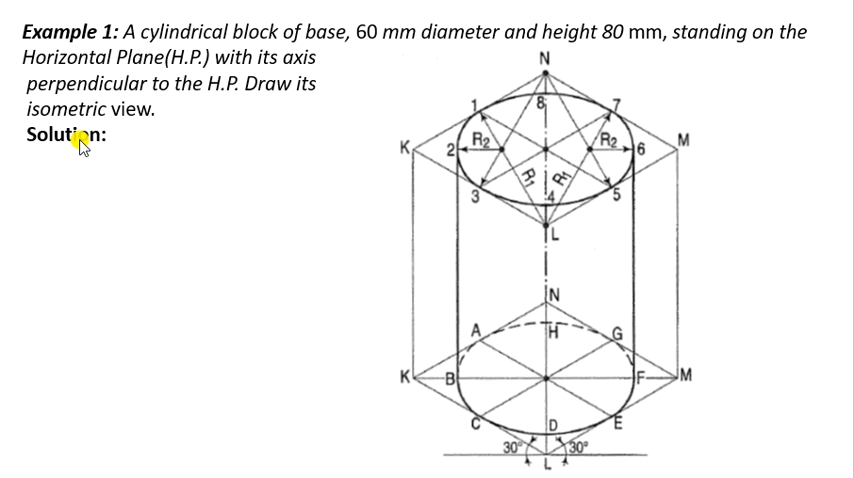 Example 1: A cylindrical block of base, 60 mm diameter and height 80 mm, standing on the
Horizontal Plane(H.P.) with its axis
perpendicular to the H.P. Draw its
isometric view.
Solution:
N
1 8 7
K 2 R2 R2 6 M
R1 R1
3 4 5
L
N
A H G
K B F M
C D E
30° 30°
L